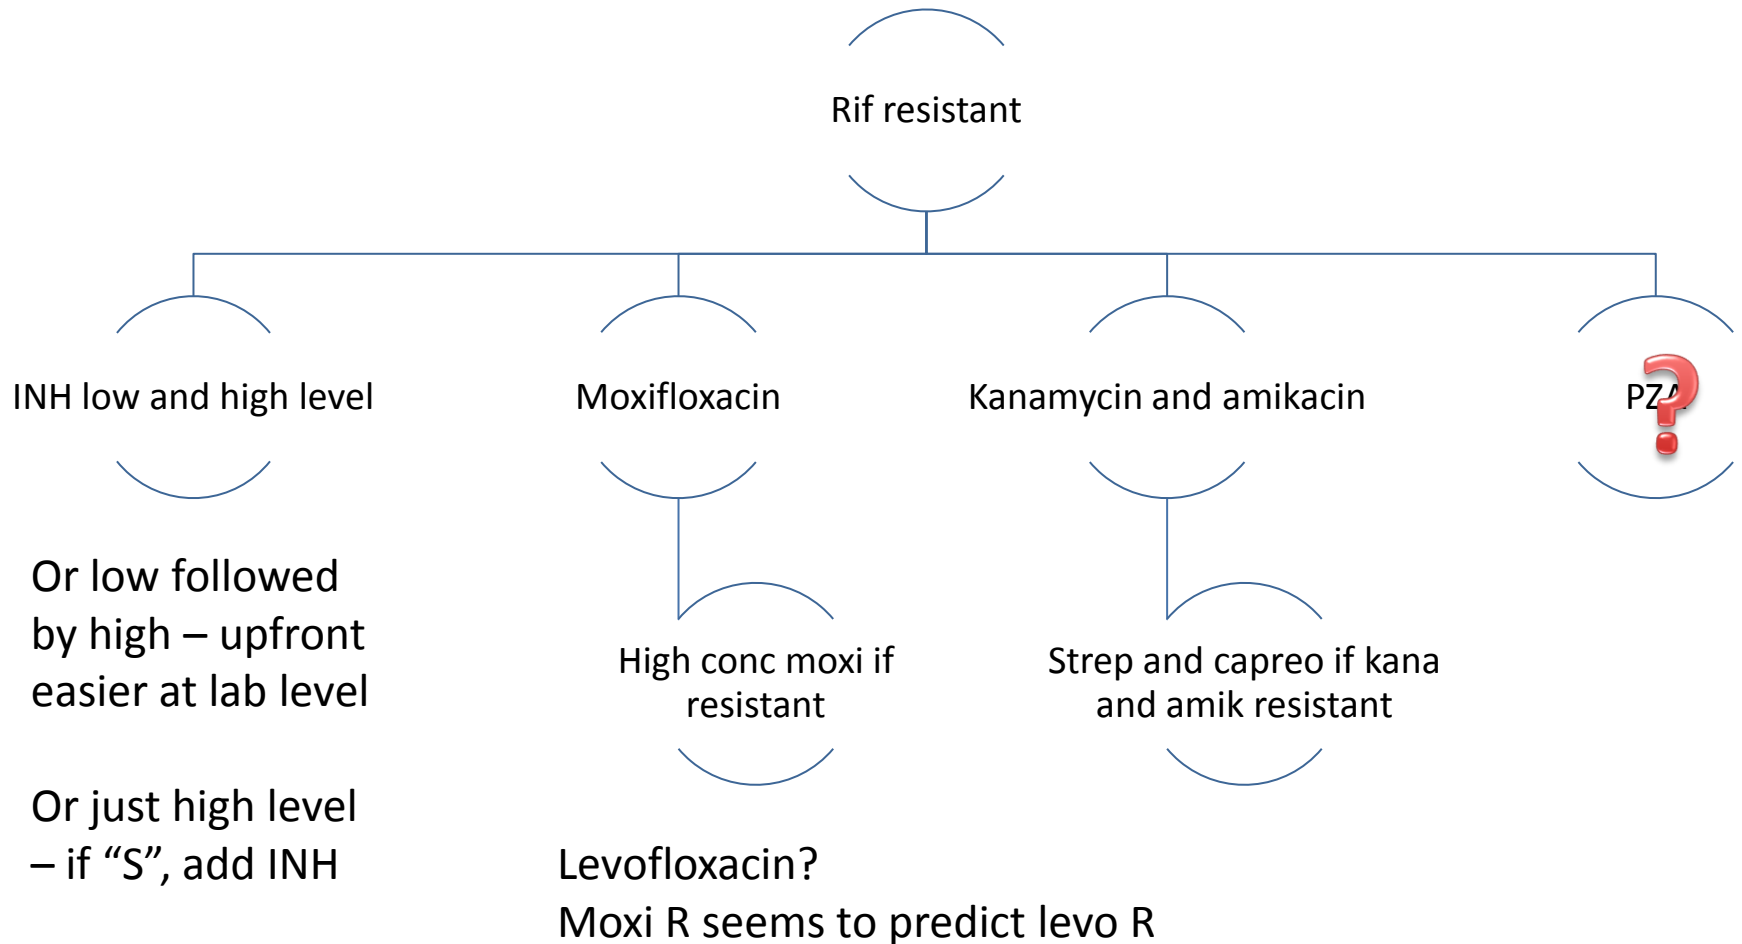 Rif resistant
INH low and high level
Moxifloxacin
Kanamycin and amikacin
PZA
?
Or low followed
by high – upfront
easier at lab level
Or just high level
– if “S”, add INH
High conc moxi if
resistant
Strep and capreo if kana
and amik resistant
Levofloxacin?
Moxi R seems to predict levo R